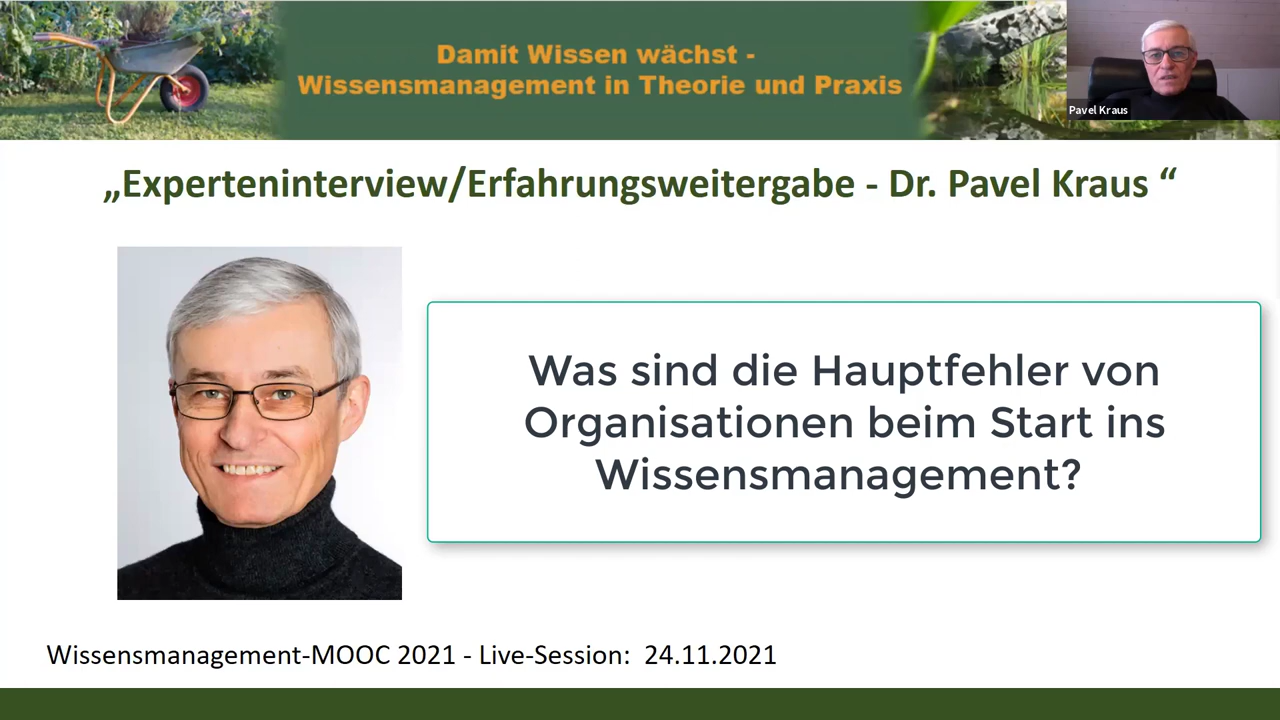 Damit Wissen wächst -
Wissensmanagement in Theorie und Praxis
Pavel Kraus
„Experteninterview/Erfahrungsweitergabe - Dr. Pavel Kraus “
Was sind die Hauptfehler von
Organisationen beim Start ins
Wissensmanagement?
Wissensmanagement-MOOC 2021 - Live-Session: 24.11.2021